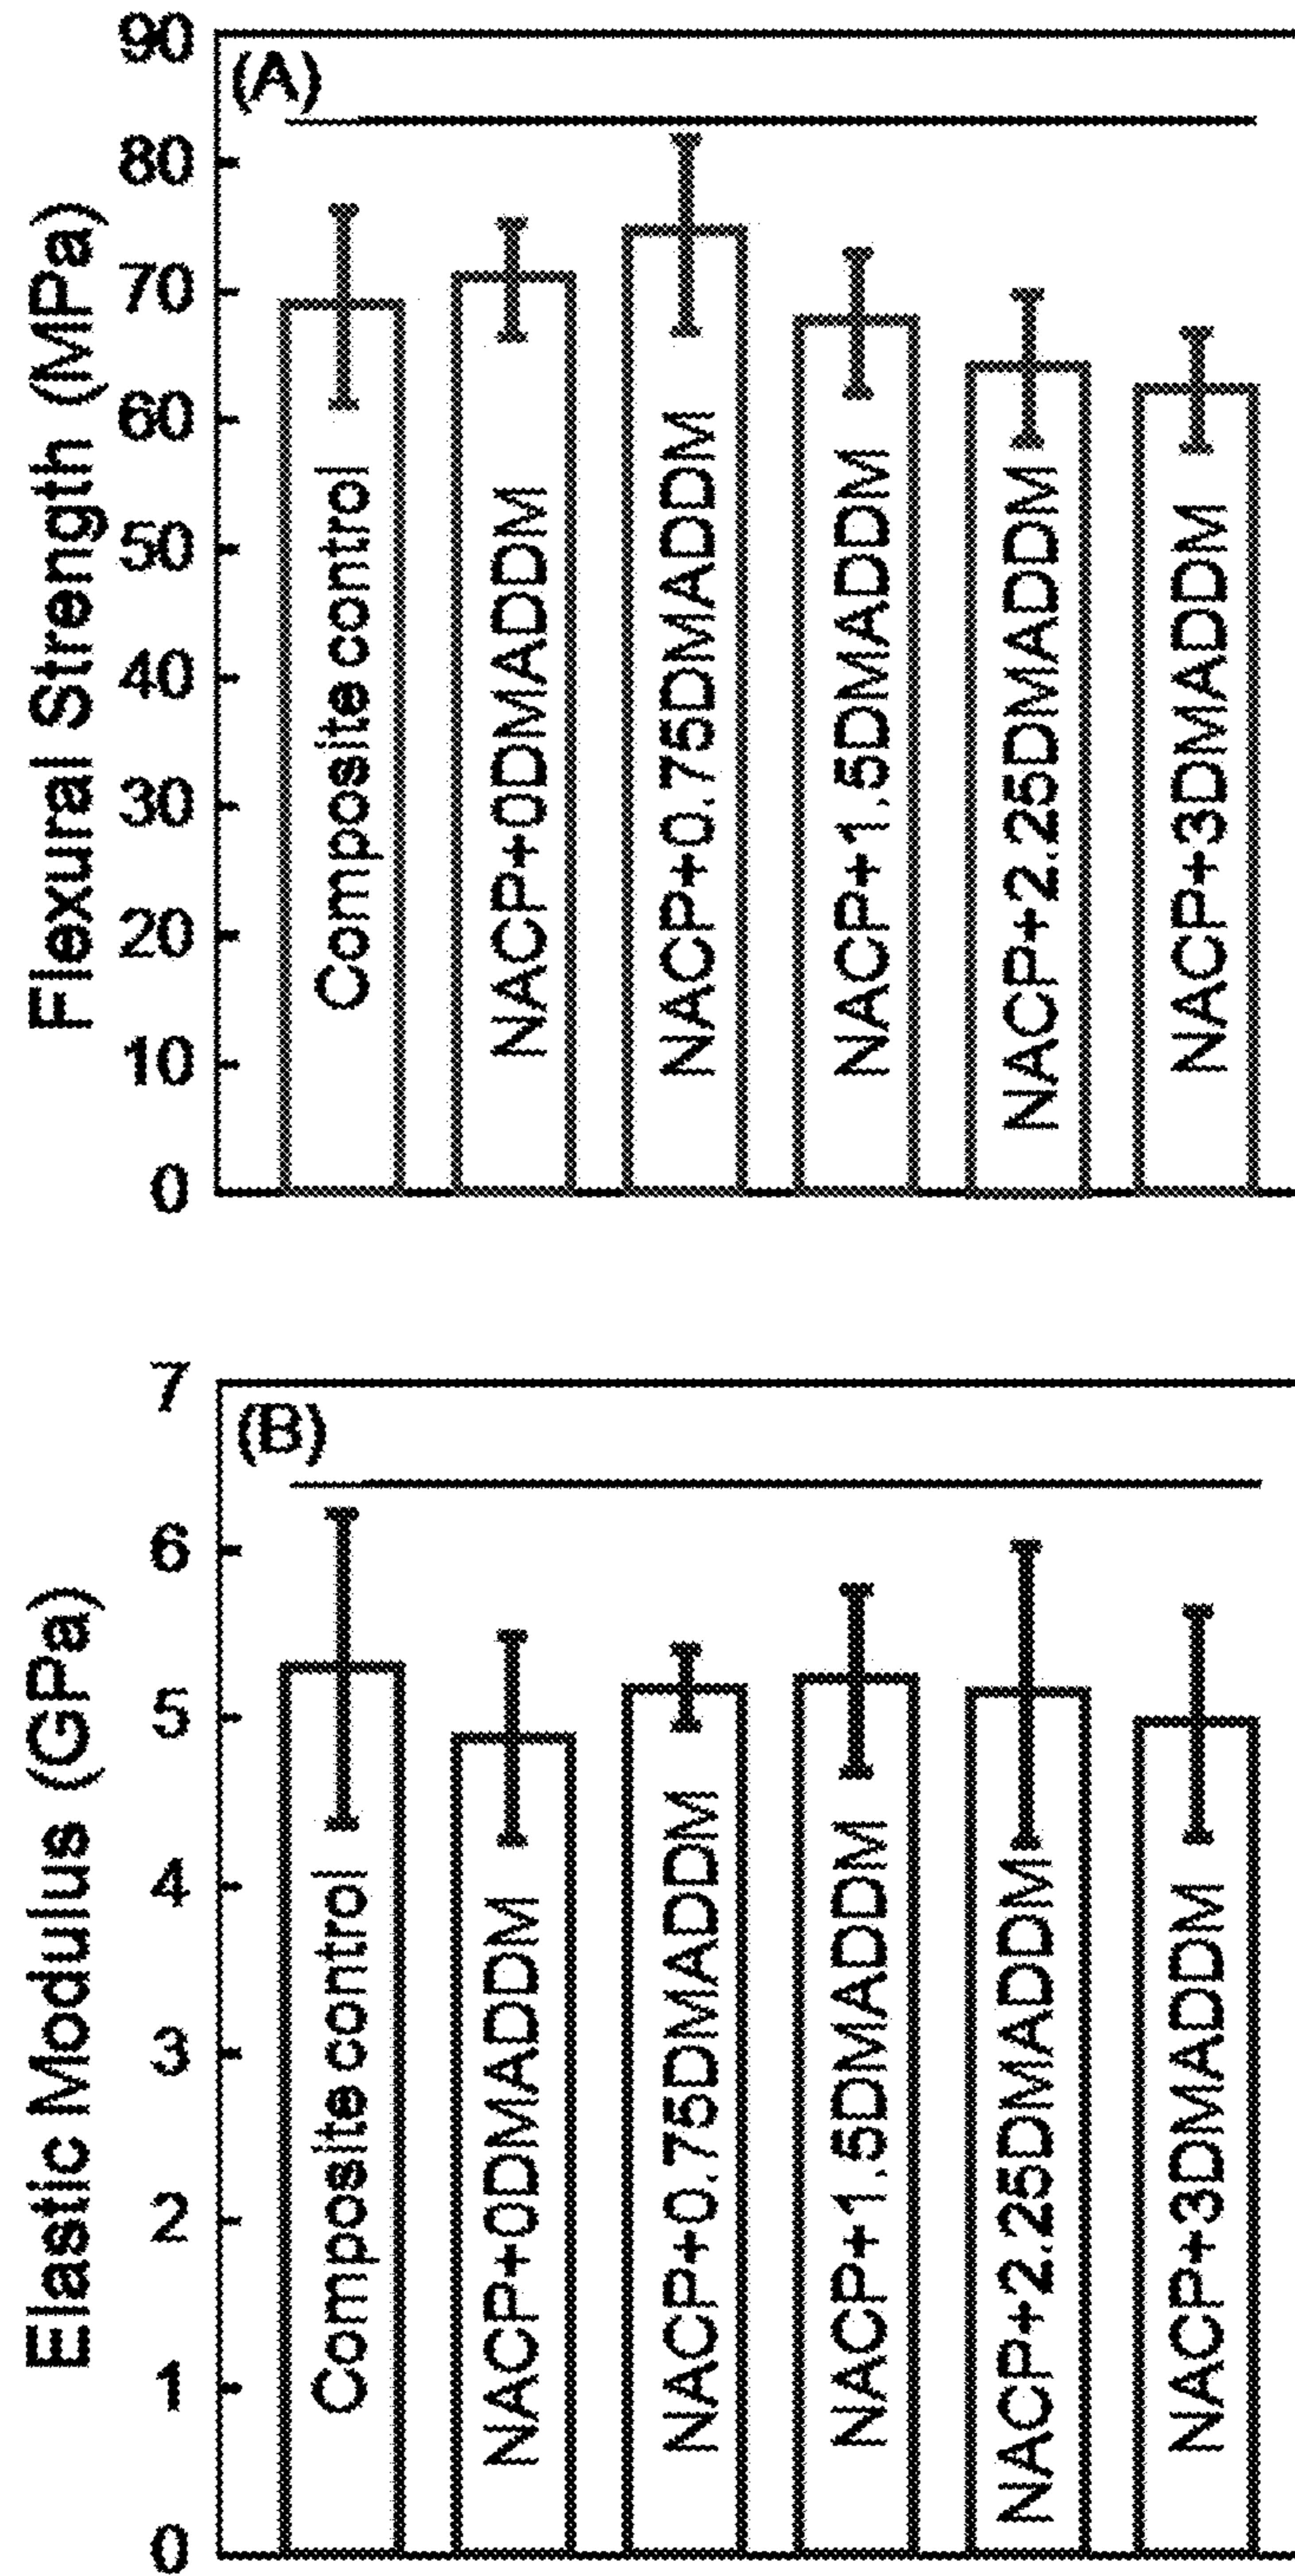 (A)
Flexural Strength (MPa)
90
80
70
60
50
40
30
20
10
0
Composite control
NACP+0DMADDM
NACP+0.75DMADDM
NACP+1.5DMADDM
NACP+2.25DMADDM
NACP+3DMADDM
(B)
Elastic Modulus (GPa)
7
6
5
4
3
2
1
0
Composite control
NACP+0DMADDM
NACP+0.75DMADDM
NACP+1.5DMADDM
NACP+2.25DMADDM
NACP+3DMADDM